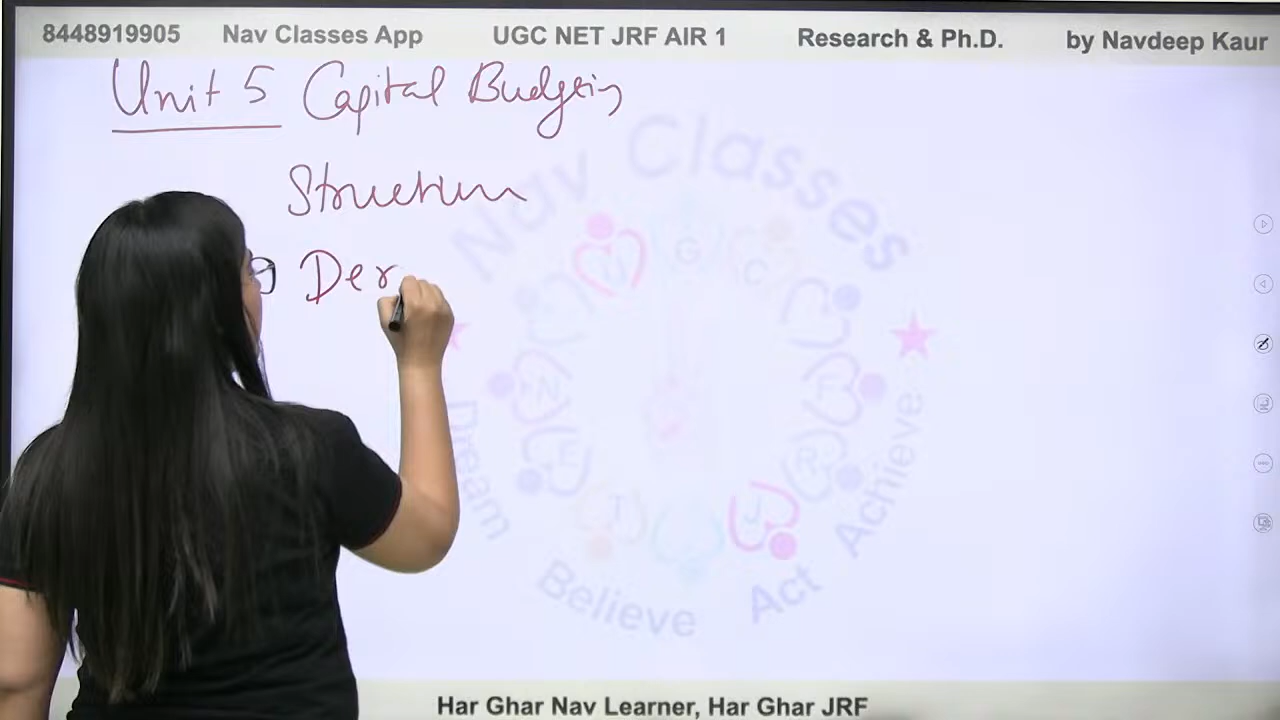 8448919905 Nav Classes App UGC NET JRF AIR 1 Research & Ph.D. by Navdeep Kaur
Unit 5 Capital Budgeting
Structure
Der
Nav Classes
U G C
N E T J R F
Dream
Believe
Act
Achieve
Har Ghar Nav Learner, Har Ghar JRF